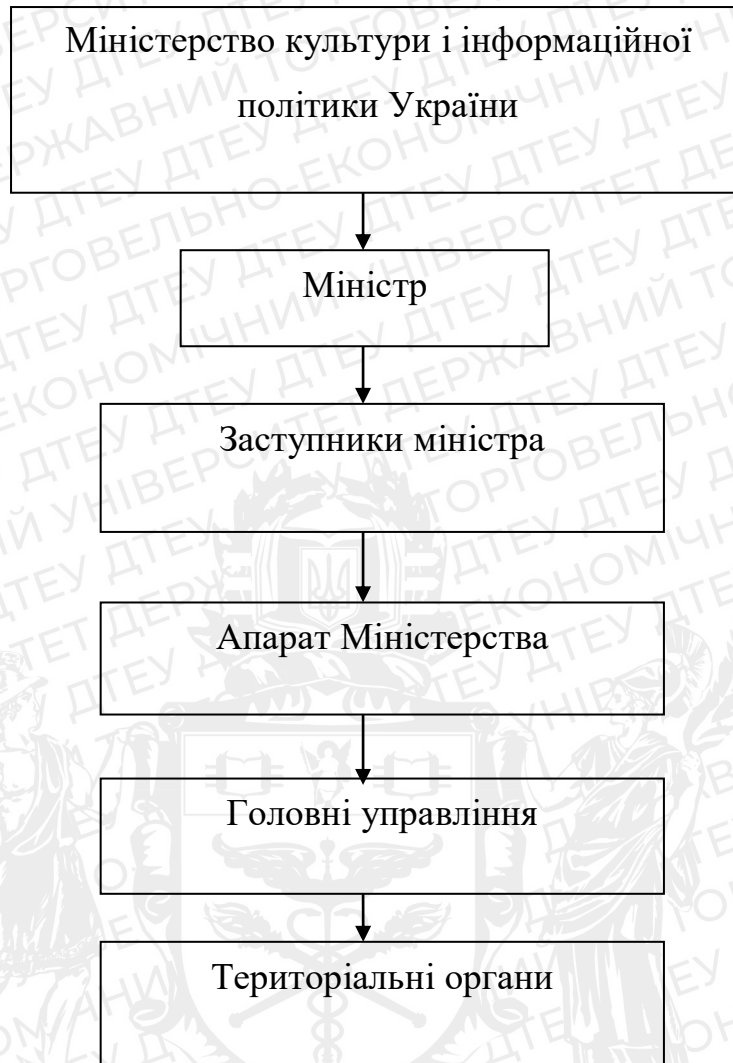 Міністерство культури і інформаційної
політики України
Міністр
Заступники міністра
Апарат Міністерства
Головні управління
Територіальні органи